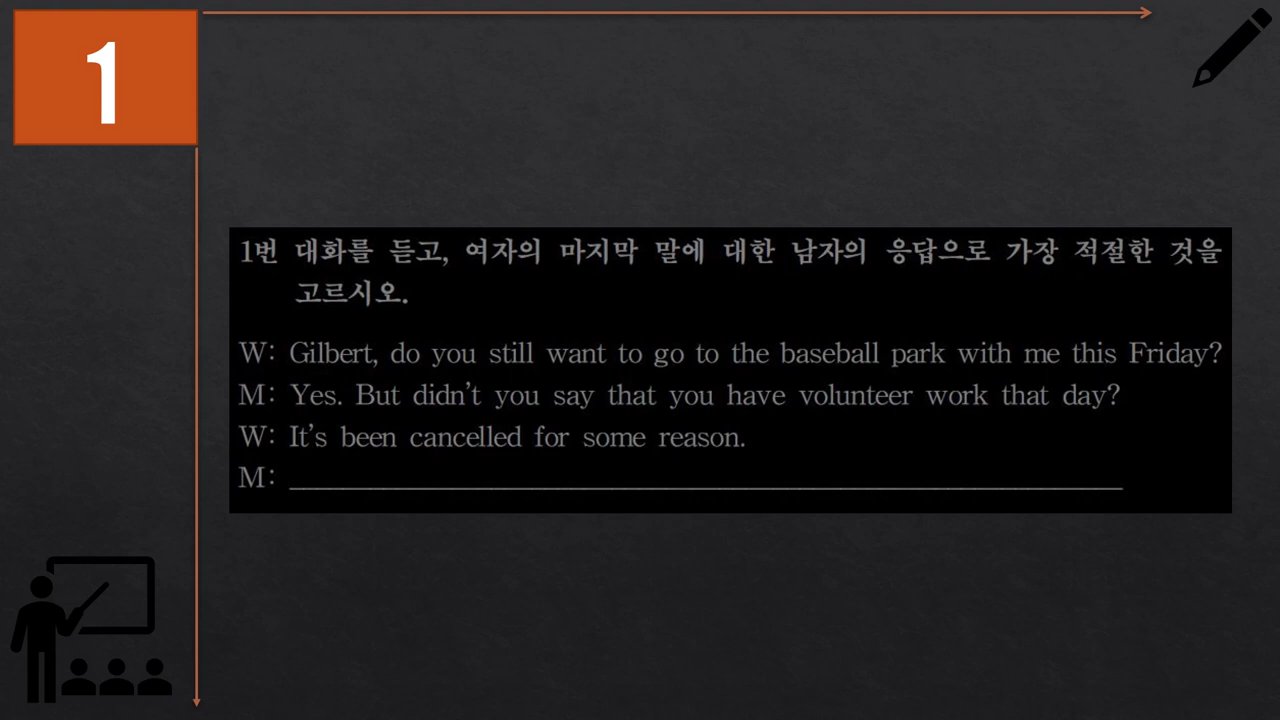 1
1번 대화를 듣고, 여자의 마지막 말에 대한 남자의 응답으로 가장 적절한 것을
고르시오.
W: Gilbert, do you still want to go to the baseball park with me this Friday?
M: Yes. But didn’t you say that you have volunteer work that day?
W: It’s been cancelled for some reason.
M: